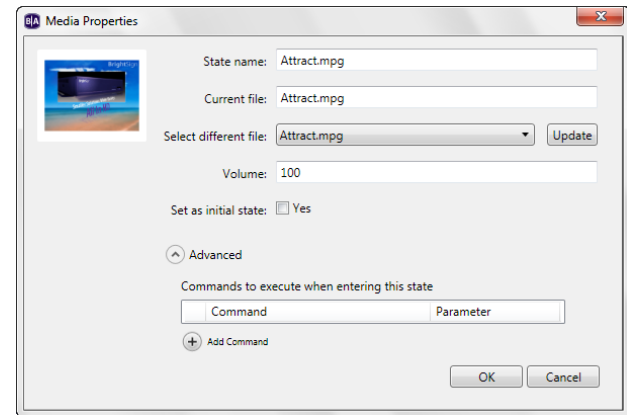 B|A Media Properties
BrightSign
State name: Attract.mpg
Current file: Attract.mpg
Select different file: Attract.mpg Update
Volume: 100
Set as initial state: Yes
Advanced
Commands to execute when entering this state
Command Parameter
Add Command
OK Cancel